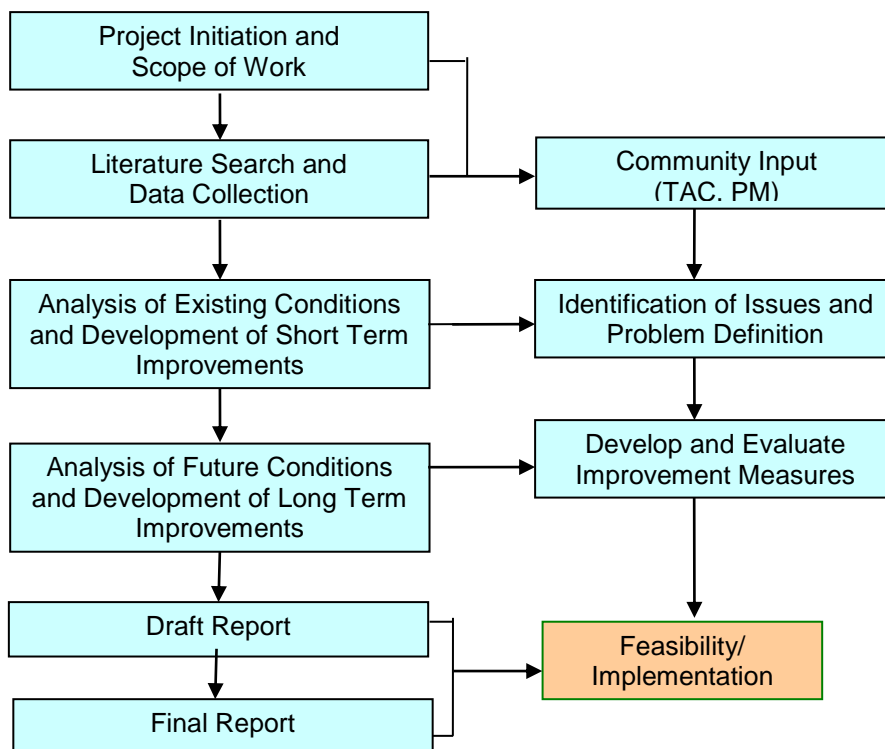 Project Initiation and
Scope of Work
Literature Search and
Data Collection
Community Input
(TAC. PM)
Analysis of Existing Conditions
and Development of Short Term
Improvements
Identification of Issues and
Problem Definition
Analysis of Future Conditions
and Development of Long Term
Improvements
Develop and Evaluate
Improvement Measures
Draft Report
Feasibility/
Implementation
Final Report